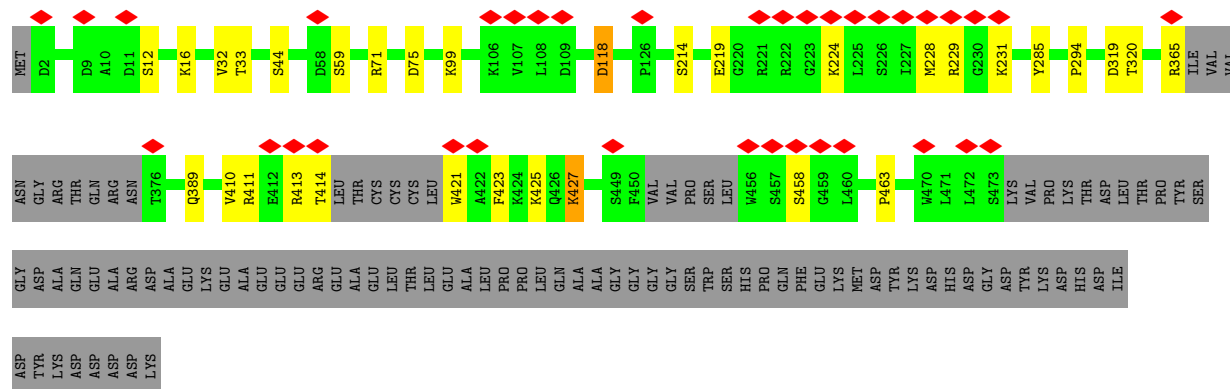 MET D2 D9 A10 D11 S12 K16 V32 T33 S44 D58 S59 R71 D75 K99 K106 V107 L108 D109 D118 P126 S214 E219 G220 R221 R222 G223 K224 L225 S226 I227 M228 R229 G230 K231 Y285 P294 D319 T320 R365 ILE VAL VAL
ASN GLY ARG THR GLN ARG ASN T376 Q389 V410 R411 E412 R413 T414 LEU THR CYS CYS CYS LEU W421 A422 F423 K424 K425 Q426 K427 S449 F450 VAL VAL PRO SER LEU W456 S457 S458 G459 L460 P463 W470 L471 L472 S473 LYS VAL PRO LYS THR ASP LEU THR PRO TYR SER
GLY ASP ALA GLN GLU ALA ARG ASP ALA GLU LYS GLU ALA GLU GLU GLU ARG GLU ALA GLU LEU THR LEU GLU ALA LEU PRO PRO LEU GLN ALA ALA GLY GLY GLY GLY SER TRP SER HIS PRO GLN PHE GLU LYS MET ASP TYR LYS ASP HIS ASP GLY ASP TYR LYS ASP HIS ASP ILE
ASP TYR LYS ASP ASP ASP ASP LYS